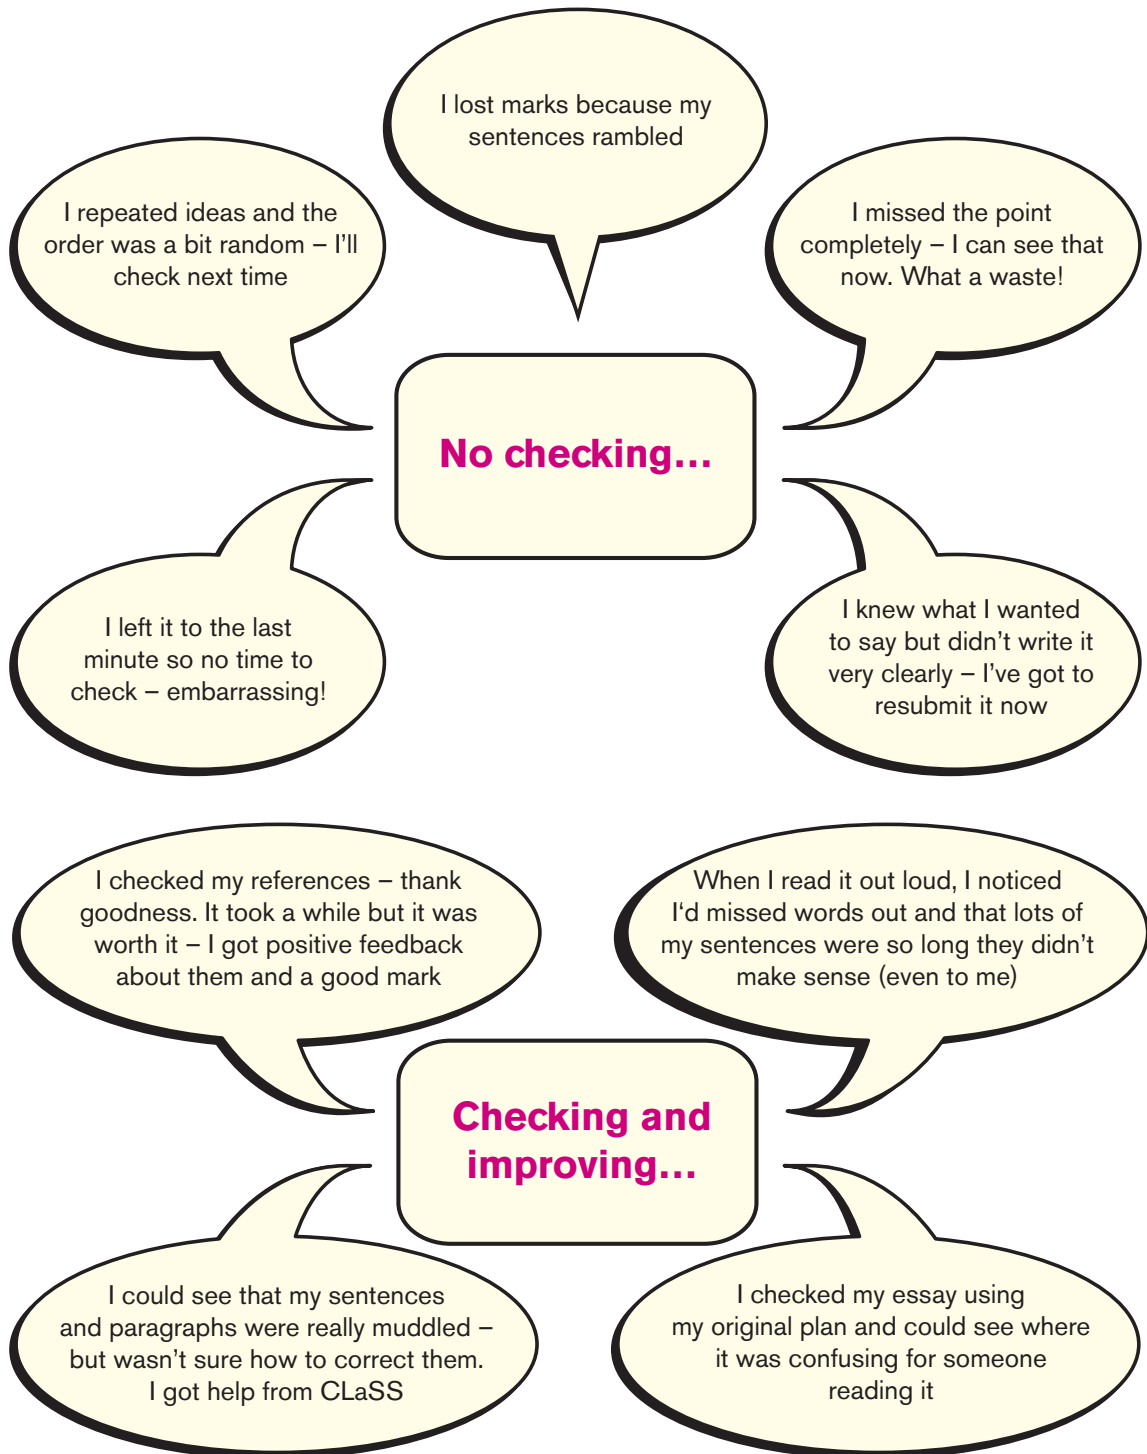 I lost marks because my
sentences rambled
I repeated ideas and the
order was a bit random – I’ll
check next time
I missed the point
completely – I can see that
now. What a waste!
No checking…
I left it to the last
minute so no time to
check – embarrassing!
I knew what I wanted
to say but didn’t write it
very clearly – I’ve got to
resubmit it now
I checked my references – thank
goodness. It took a while but it was
worth it – I got positive feedback
about them and a good mark
When I read it out loud, I noticed
I‘d missed words out and that lots of
my sentences were so long they didn’t
make sense (even to me)
Checking and
improving…
I could see that my sentences
and paragraphs were really muddled –
but wasn’t sure how to correct them.
I got help from CLaSS
I checked my essay using
my original plan and could see where
it was confusing for someone
reading it